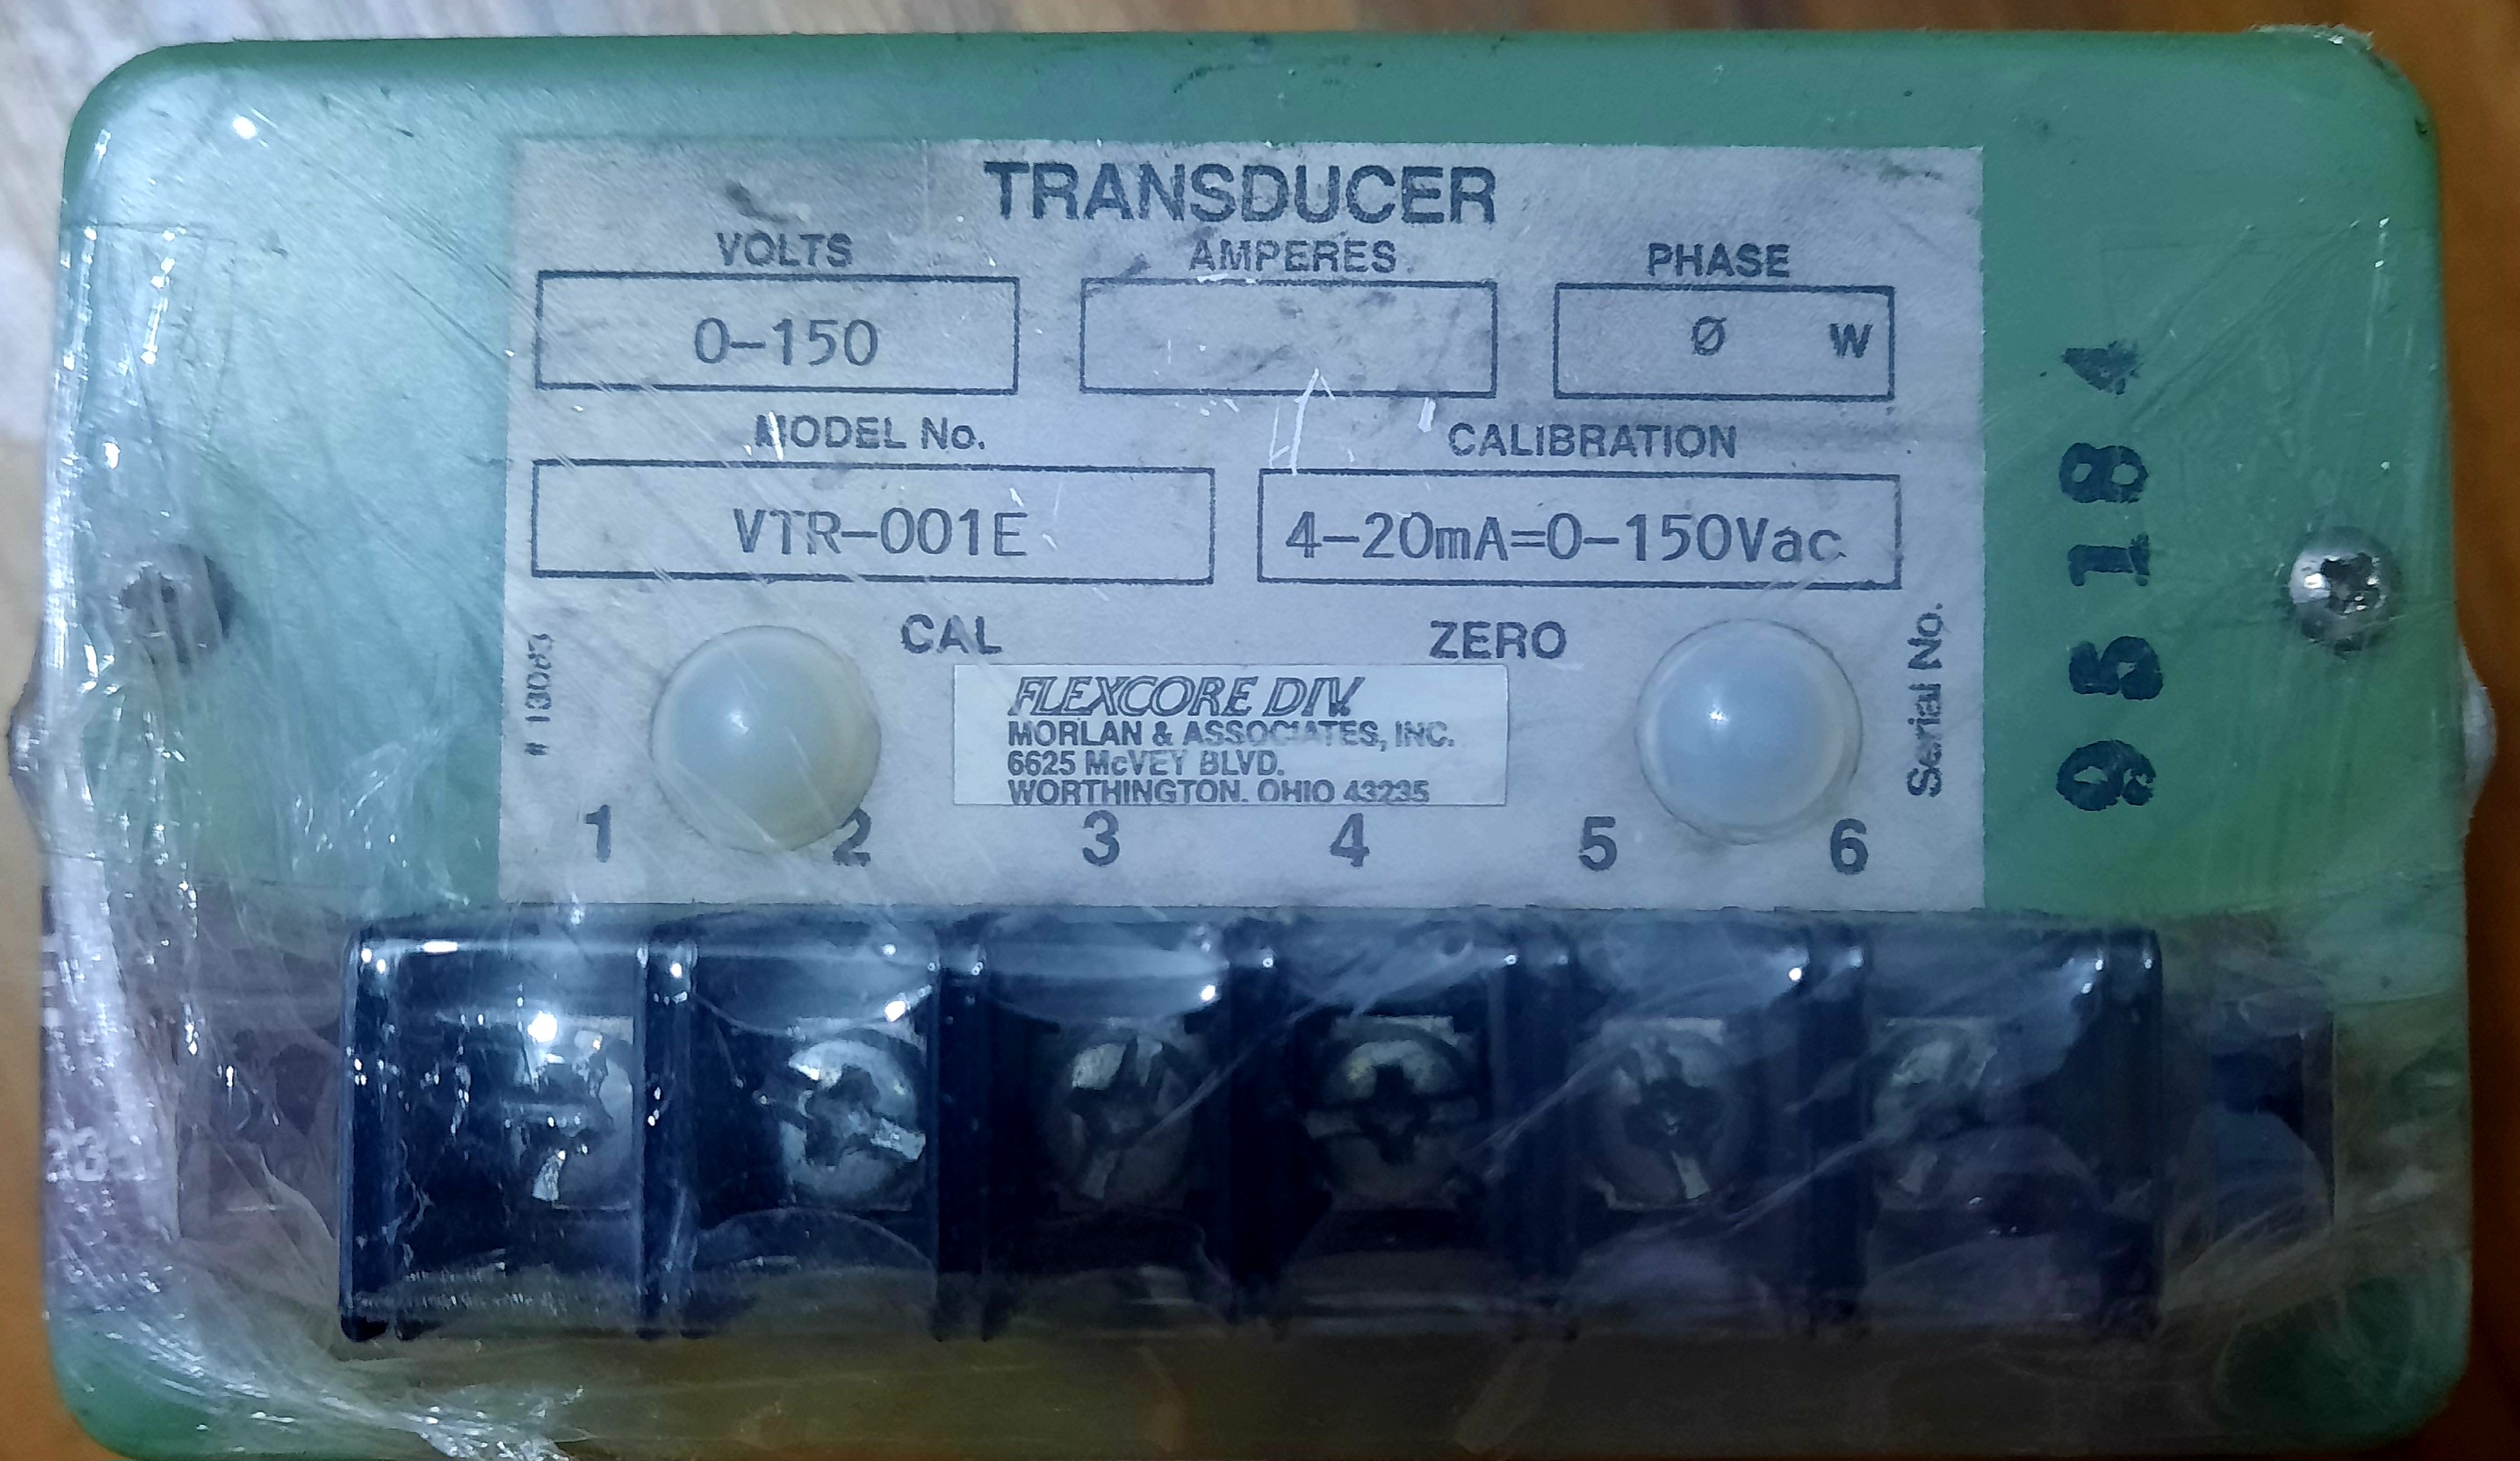 TRANSDUCER
VOLTS AMPERES PHASE
0-150 Ø W
MODEL No. CALIBRATION
VTR-001E 4-20mA=0-150Vac
CAL ZERO
FLEXCORE DIV.
MORLAN & ASSOCIATES, INC.
6625 McVEY BLVD.
WORTHINGTON, OHIO 43235
1 2 3 4 5 6
Serial No.
95184